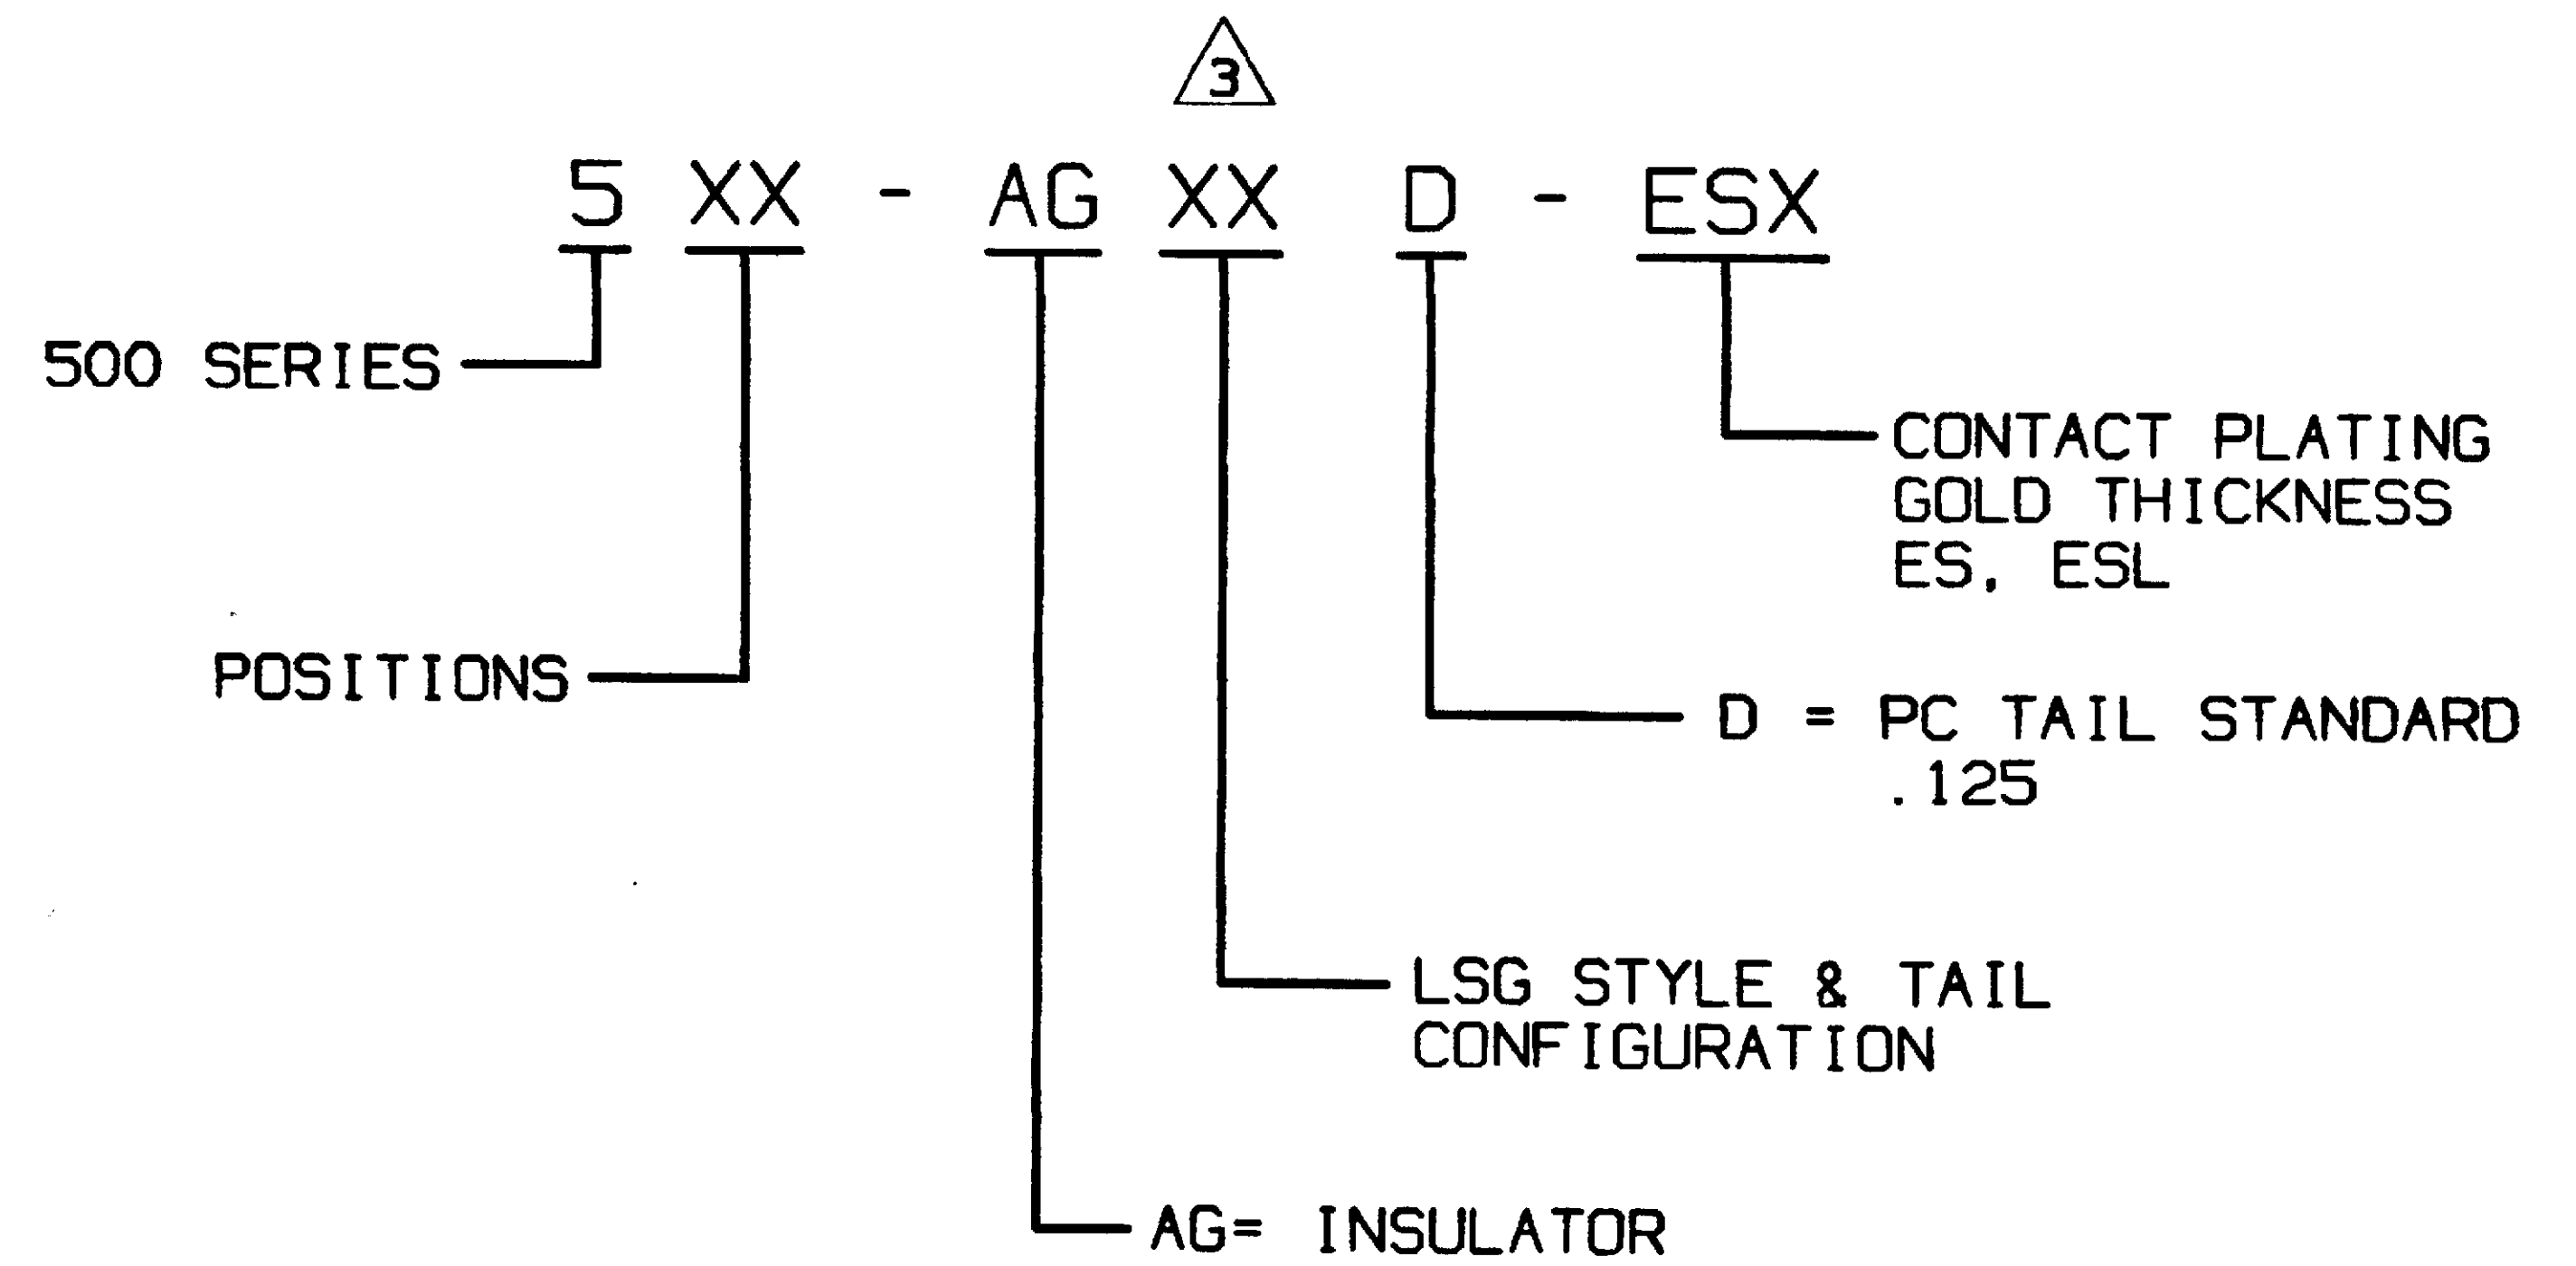 3
5 XX - AG XX D - ESX
500 SERIES
CONTACT PLATING
GOLD THICKNESS
ES, ESL
POSITIONS
D = PC TAIL STANDARD
.125
LSG STYLE & TAIL
CONFIGURATION
AG= INSULATOR